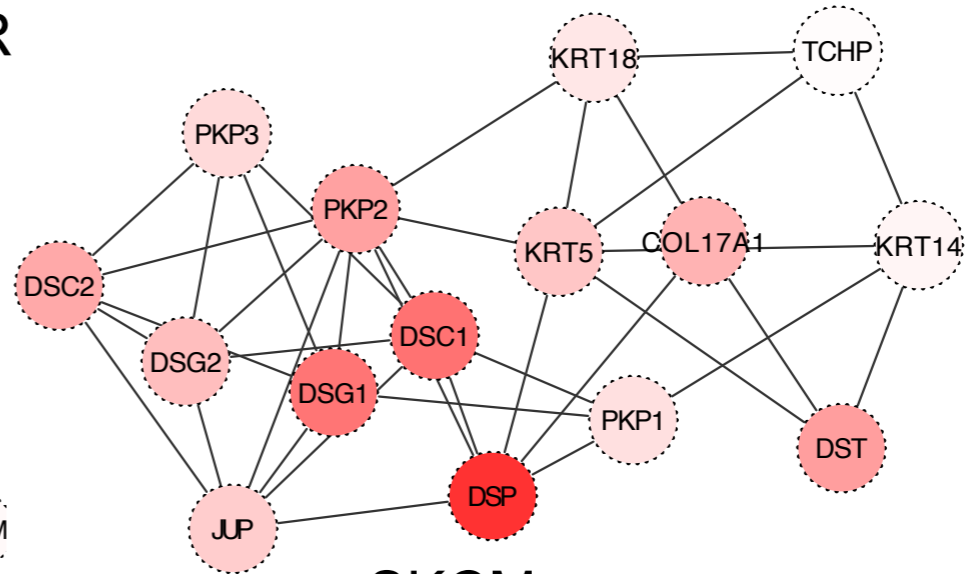 R
KRT18
TCHP
PKP3
PKP2
KRT5
COL17A1
KRT14
DSC2
DSC1
DSG2
DSG1
PKP1
DST
DSP
JUP
M